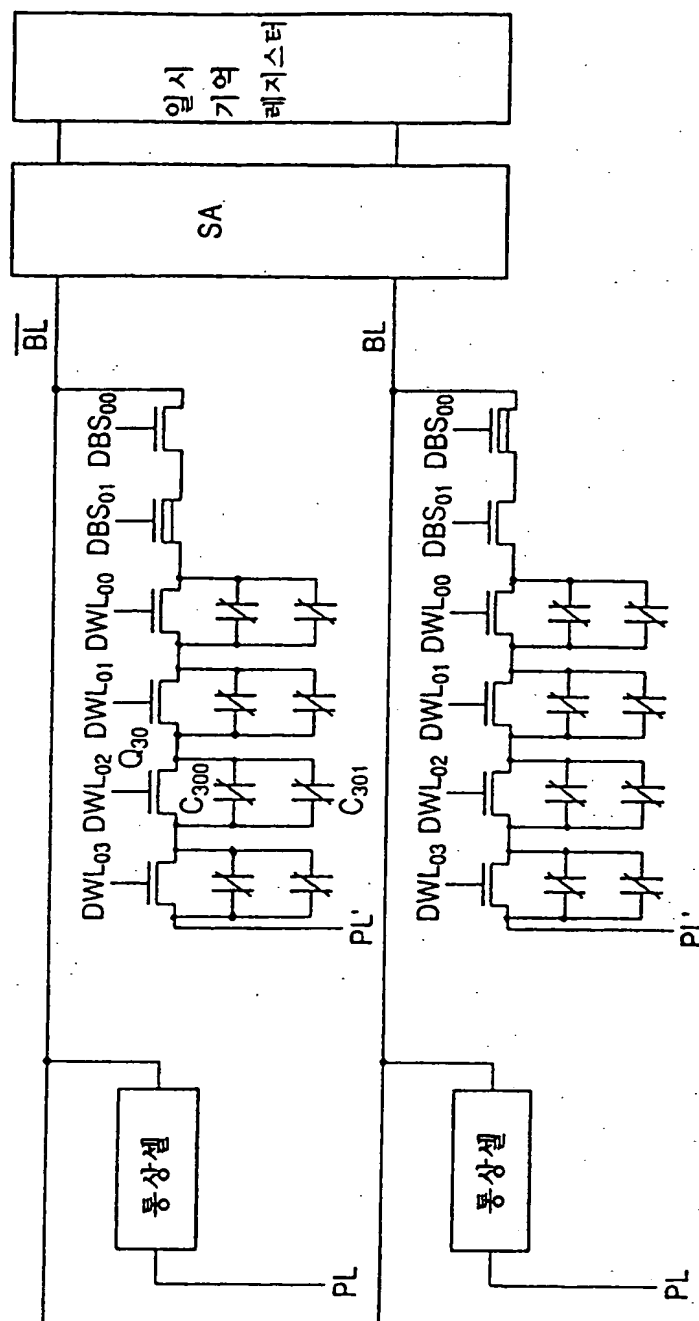 일시
기억
레지스터
SA
B̅L̅
BL
DBS₀₀
DBS₀₁
DWL₀₀
DWL₀₁
DWL₀₂
DWL₀₃
Q₃₀
C₃₀₀
C₃₀₁
PL'
통상셀
PL
DBS₀₀
DBS₀₁
DWL₀₀
DWL₀₁
DWL₀₂
DWL₀₃
PL'
통상셀
PL